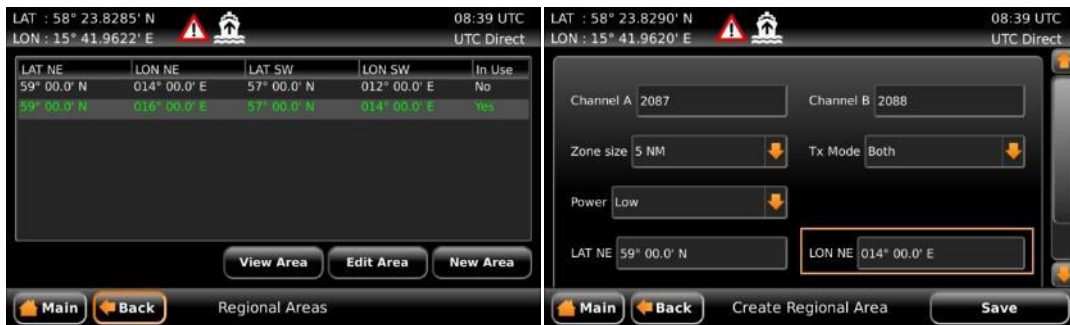 LAT : 58° 23.8285' N
LON : 15° 41.9622' E
08:39 UTC
UTC Direct
LAT NE LON NE LAT SW LON SW In Use
59° 00.0' N 014° 00.0' E 57° 00.0' N 012° 00.0' E No
59° 00.0' N 016° 00.0' E 57° 00.0' N 014° 00.0' E Yes
View Area Edit Area New Area
Main Back Regional Areas
LAT : 58° 23.8290' N
LON : 15° 41.9620' E
08:39 UTC
UTC Direct
Channel A 2087 Channel B 2088
Zone size 5 NM Tx Mode Both
Power Low
LAT NE 59° 00.0' N LON NE 014° 00.0' E
Main Back Create Regional Area Save